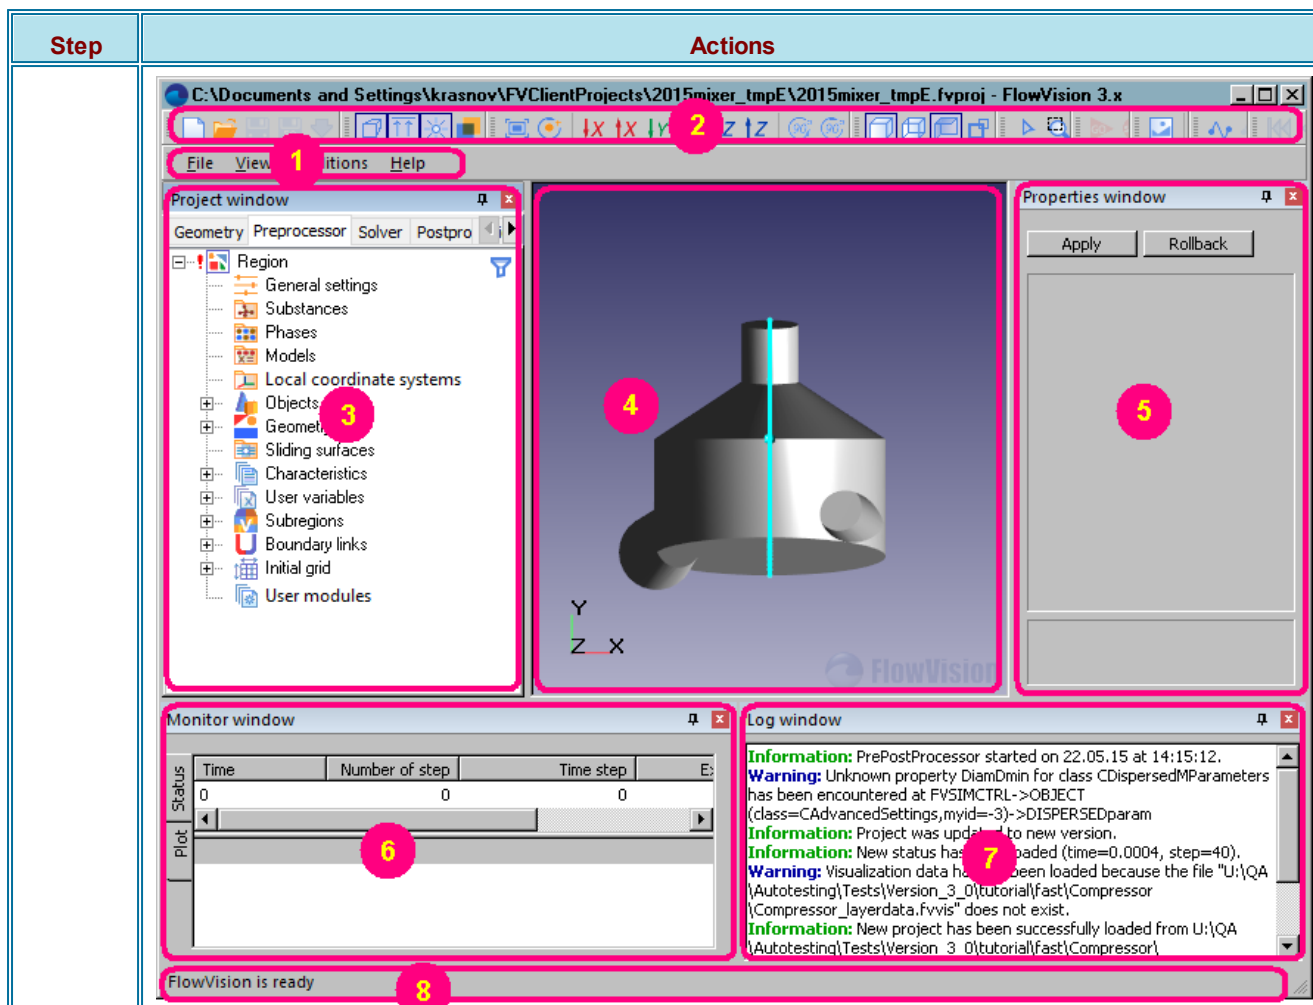 Step
Actions
C:\Documents and Settings\krasnov\FVClientProjects\2015mixer_tmpE\2015mixer_tmpE.fvproj - FlowVision 3.x
X X Y 2 Z Z 90° 90°
File View 1 itions Help
Project window
Geometry Preprocessor Solver Postpro
Region
General settings
Substances
Phases
Models
Local coordinate systems
Objects
3
Geomet
Sliding surfaces
Characteristics
User variables
Subregions
Boundary links
Initial grid
User modules
4
Y
Z X
FlowVision
Properties window
Apply Rollback
5
Monitor window
Status
Plot
Time Number of step Time step
0 0 0
6
Log window
Information: PrePostProcessor started on 22.05.15 at 14:15:12.
Warning: Unknown property DiamDmin for class CDispersedMParameters
has been encountered at FVSIMCTRL->OBJECT
(class=CAdvancedSettings,myid=-3)->DISPERSEDparam
Information: Project was updated to new version.
Information: New status has loaded (time=0.0004, step=40).
7
Warning: Visualization data been loaded because the file "U:\QA
\Autotesting\Tests\Version_3_0\tutorial\fast\Compressor
\Compressor_layerdata.fvvis" does not exist.
Information: New project has been successfully loaded from U:\QA
\Autotesting\Tests\Version_3_0\tutorial\fast\Compressor\
FlowVision is ready
8